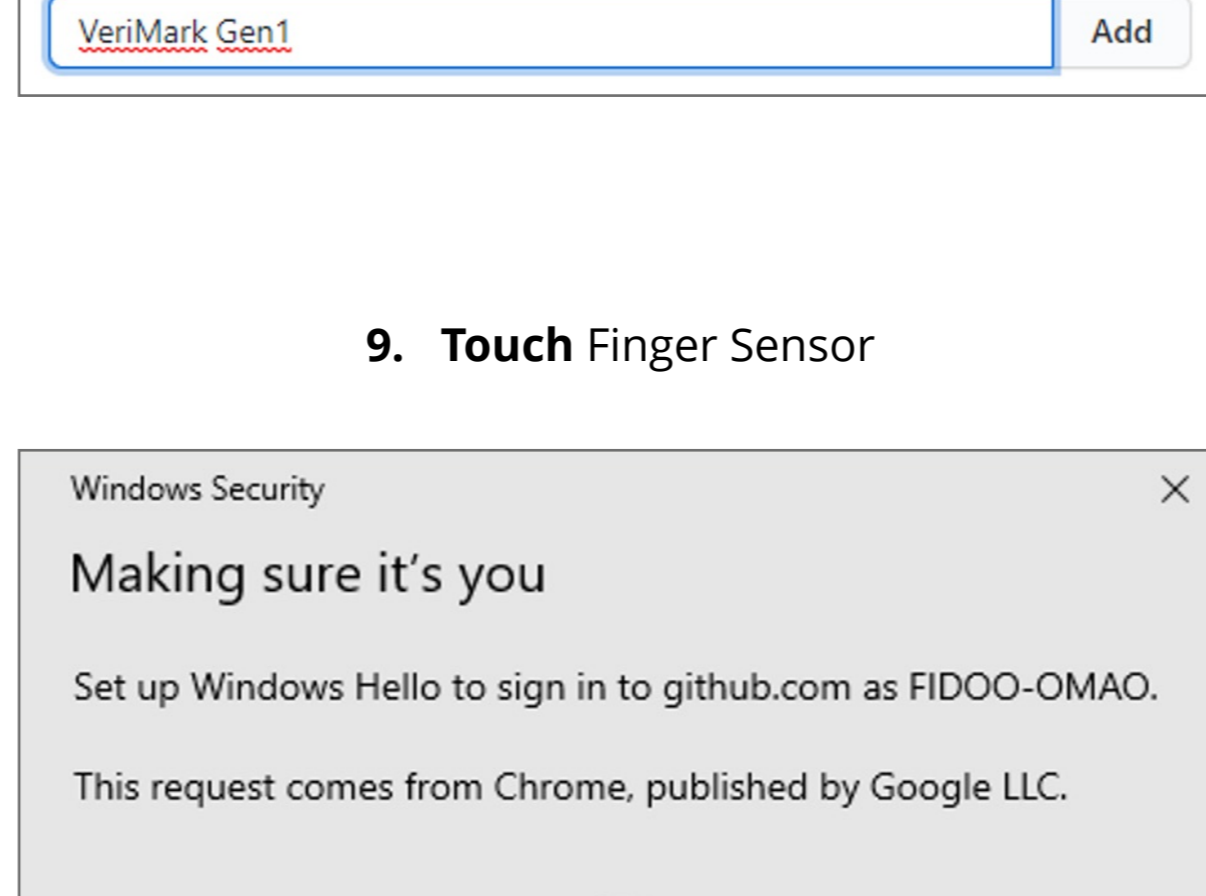 VeriMark Gen1
Add
9. Touch Finger Sensor
Windows Security
Making sure it’s you
Set up Windows Hello to sign in to github.com as FIDOO-OMAO.
This request comes from Chrome, published by Google LLC.